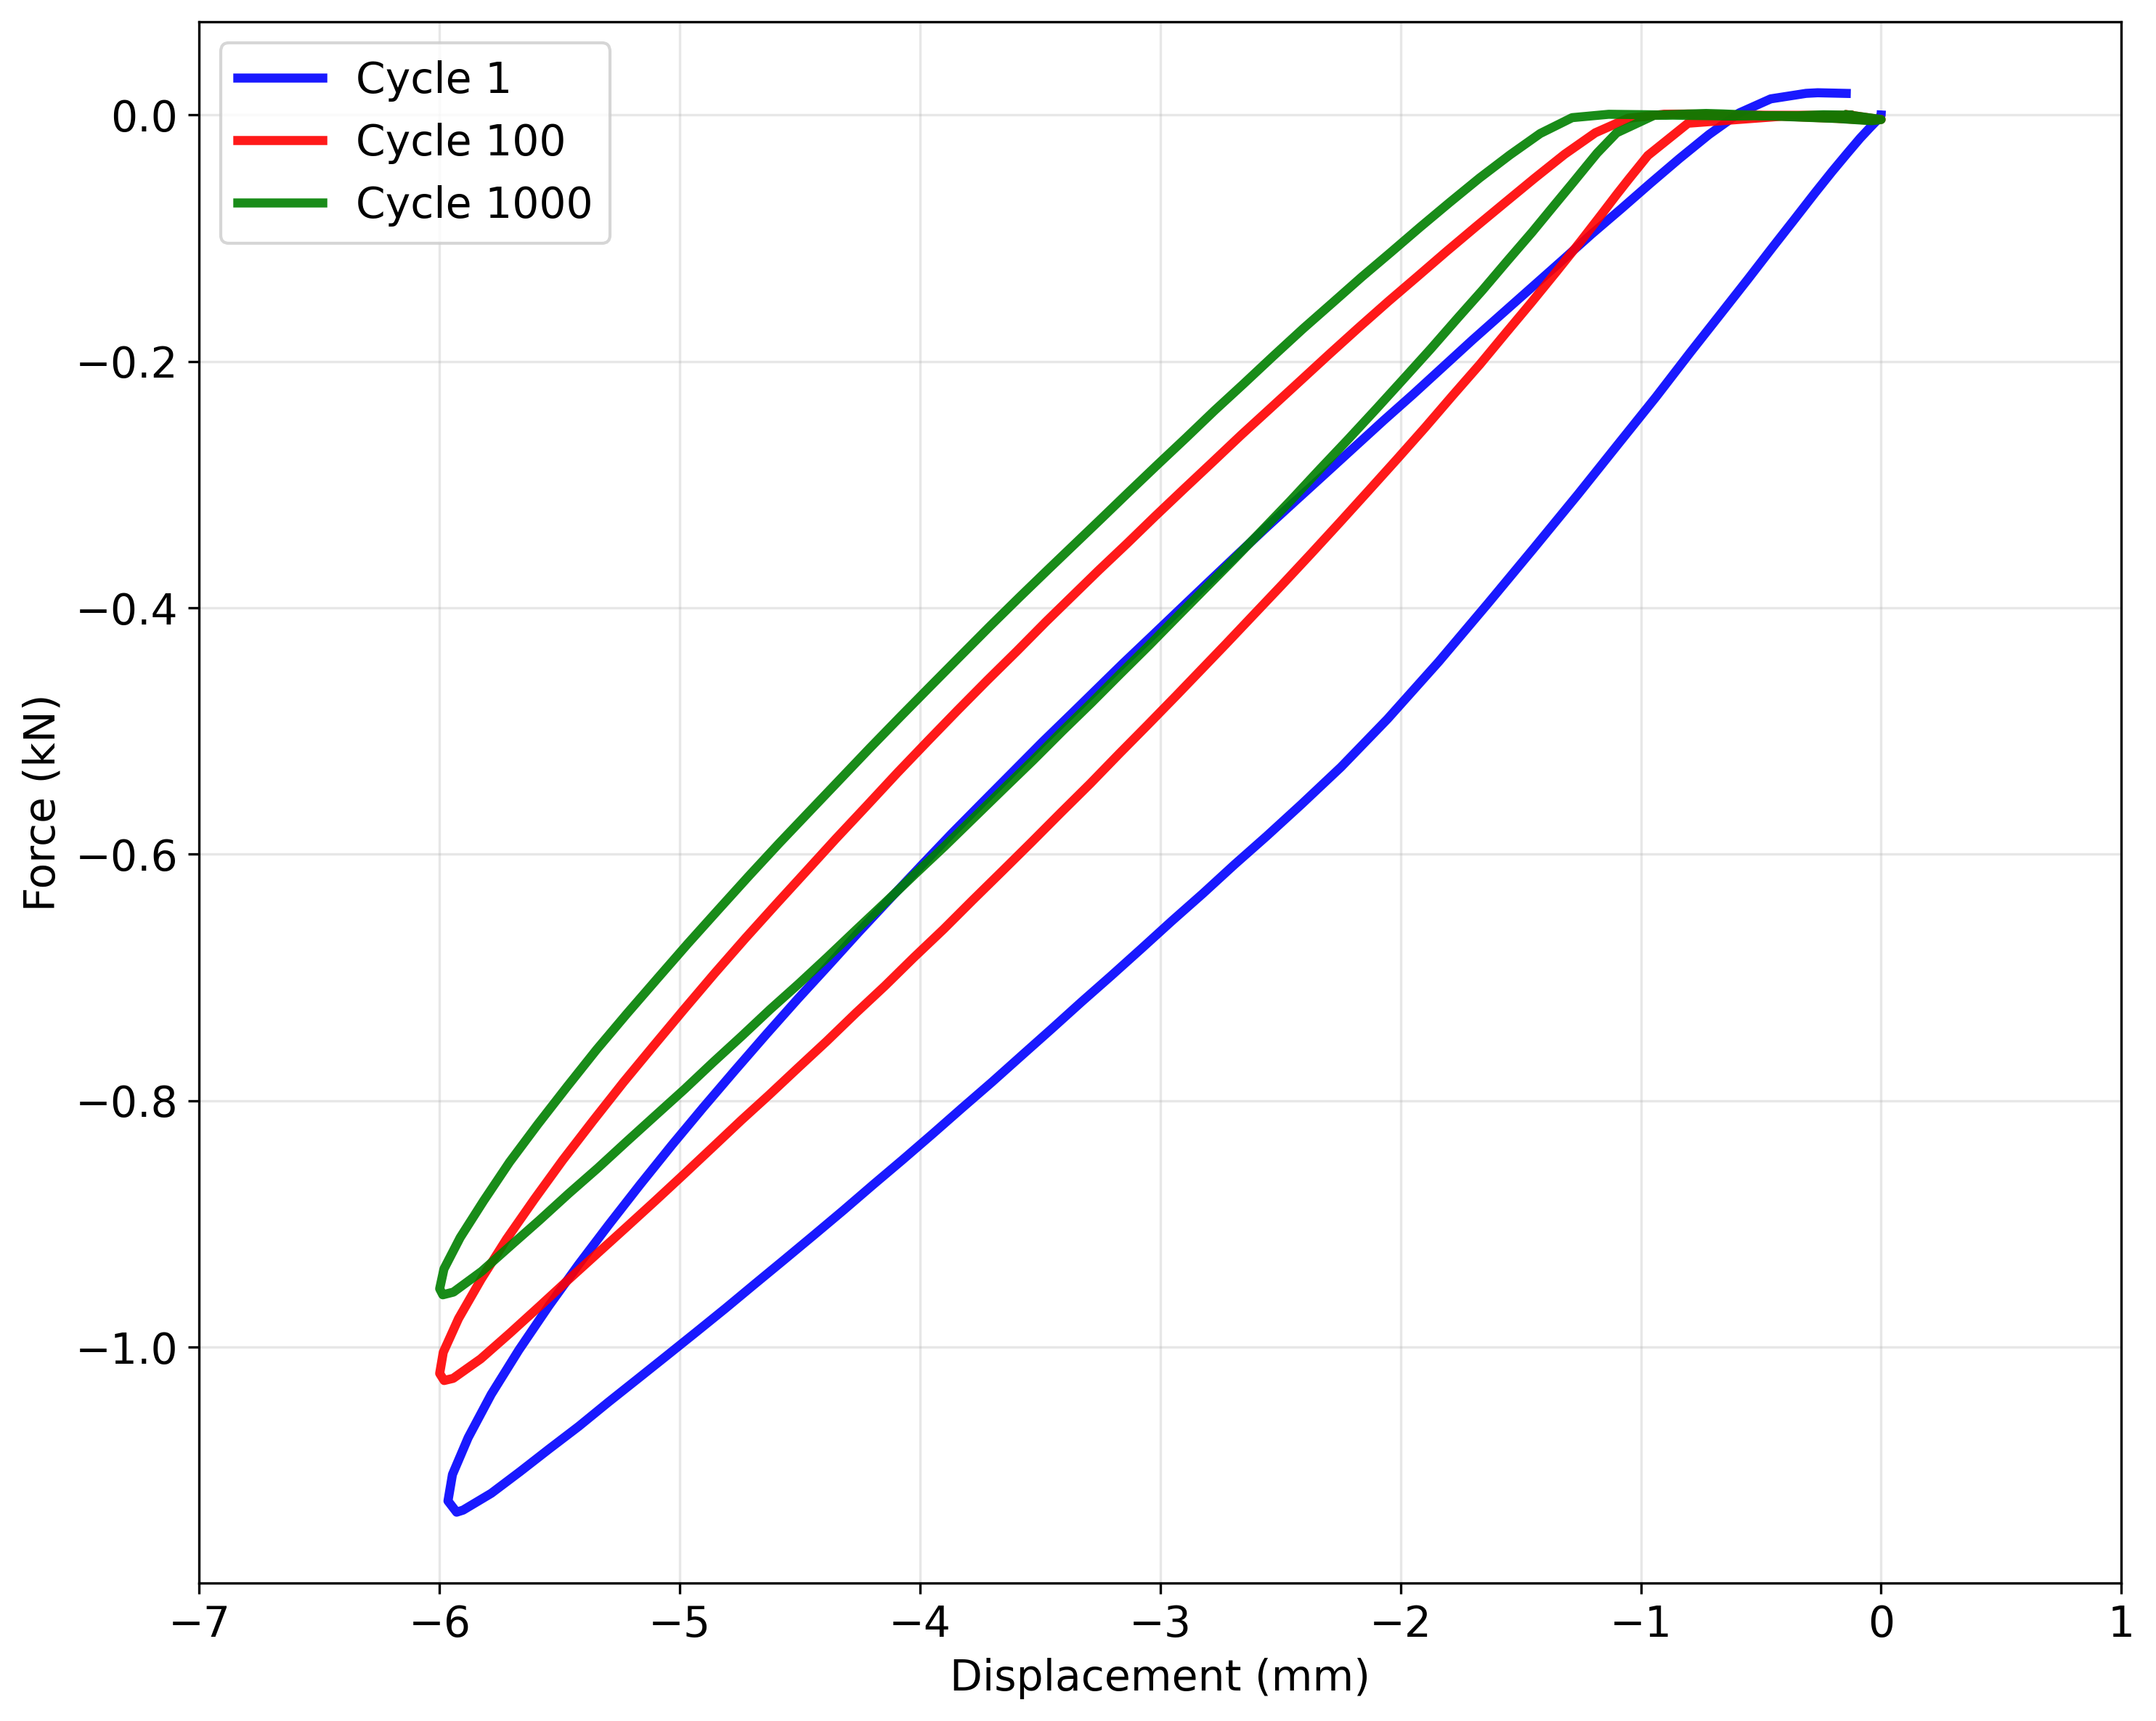 Cycle 1
Cycle 100
Cycle 1000
0.0
−0.2
−0.4
−0.6
−0.8
−1.0
Force (kN)
−7 −6 −5 −4 −3 −2 −1 0 1
Displacement (mm)